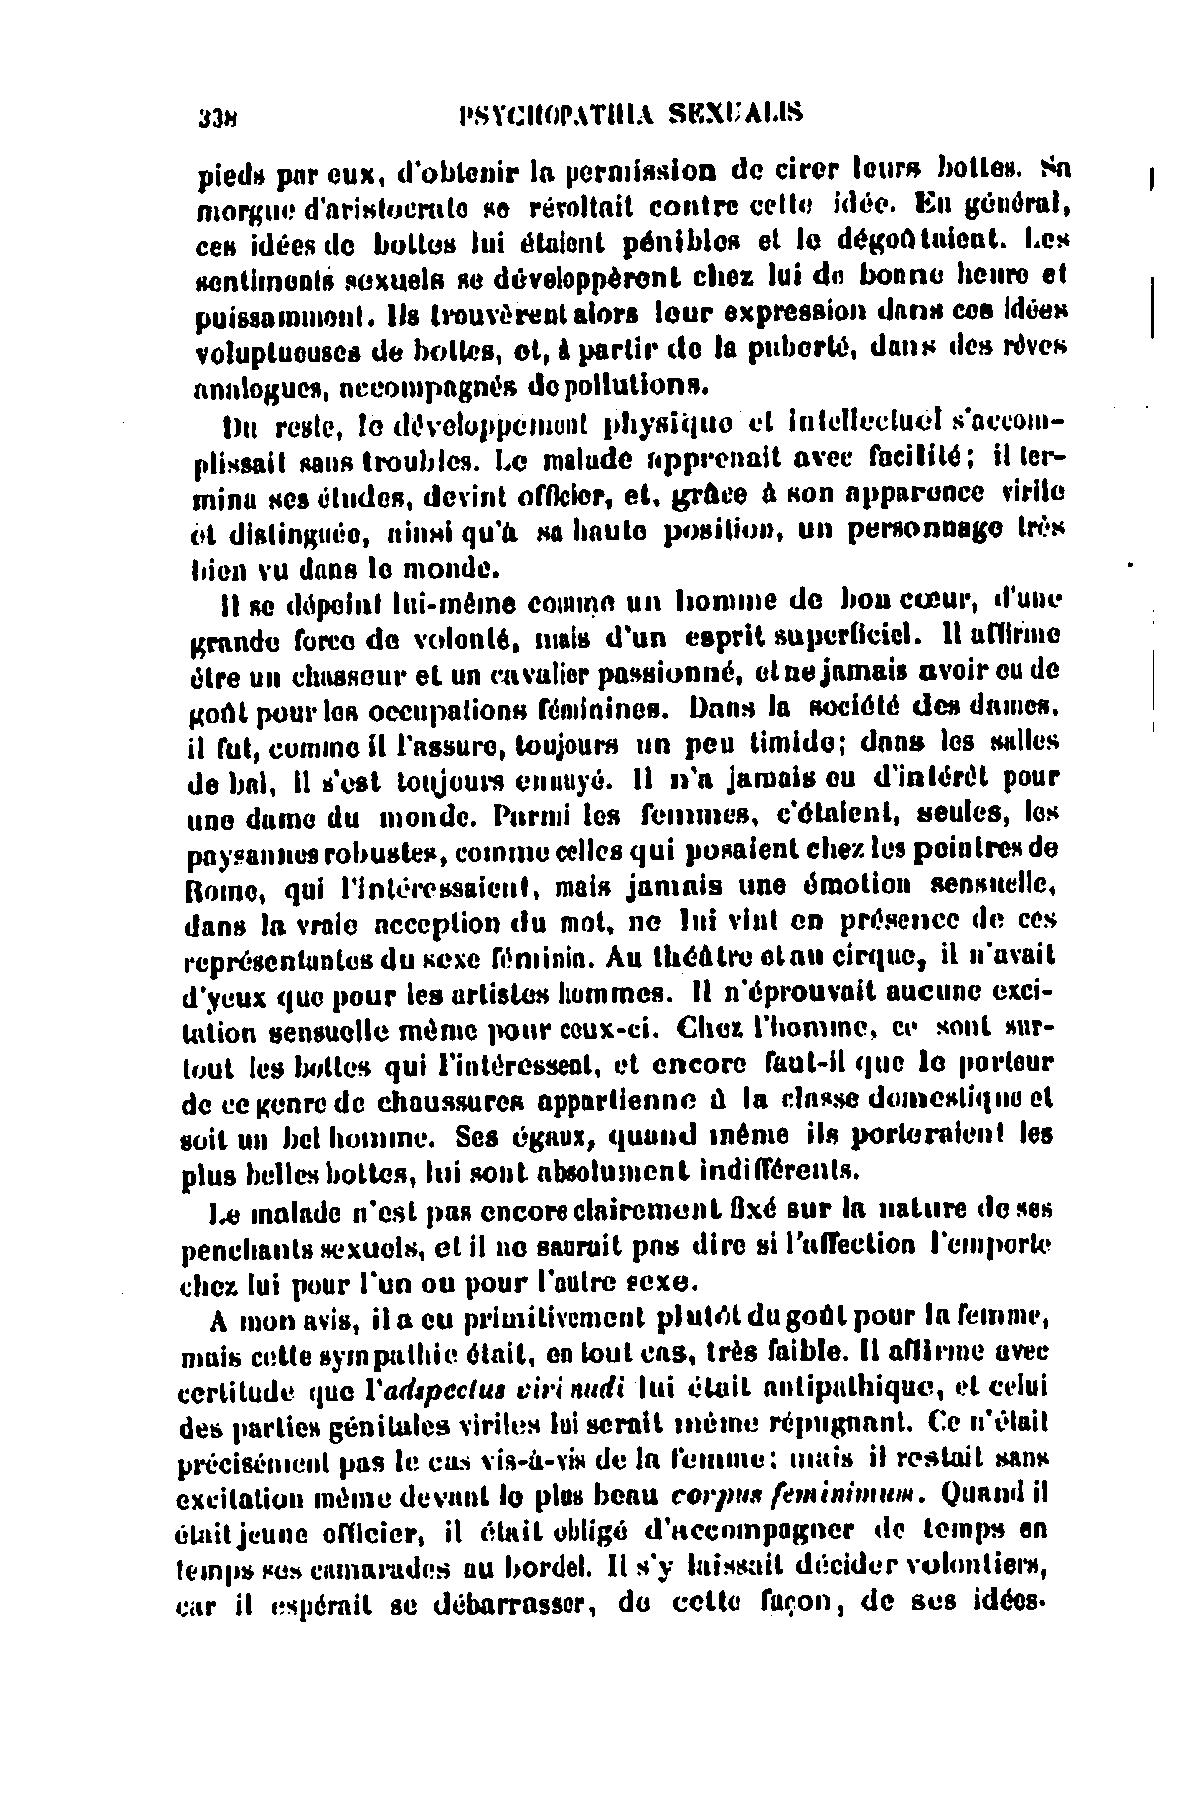 338 PSYCHOPATHIA SEXUALIS
pieds par eux, d'obtenir la permission de cirer leurs bottes. Sa
morgue d'aristocrate se révoltait contre cette idée. En général,
ces idées de bottes lui étaient pénibles et le dégoûtaient. Les
sentiments sexuels se développèrent chez lui de bonne heure et
puissamment. Ils trouvèrent alors leur expression dans ces idées
voluptueuses de bottes, et, à partir de la puberté, dans des rêves
analogues, accompagnés de pollutions.
Du reste, le développement physique et intellectuel s'accom-
plissait sans troubles. Le malade apprenait avec facilité; il ter-
mina ses études, devint officier, et, grâce à son apparence virile
et distinguée, ainsi qu'à sa haute position, un personnage très
bien vu dans le monde.
Il se dépeint lui-même comme un homme de bon cœur, d'une
grande force de volonté, mais d'un esprit superficiel. Il affirme
être un chasseur et un cavalier passionné, et ne jamais avoir eu de
goût pour les occupations féminines. Dans la société des dames,
il fut, comme il l'assure, toujours un peu timide; dans les salles
de bal, il s'est toujours ennuyé. Il n'a jamais eu d'intérêt pour
une dame du monde. Parmi les femmes, c'étaient, seules, les
paysannes robustes, comme celles qui posaient chez les peintres de
Rome, qui l'intéressaient, mais jamais une émotion sensuelle,
dans la vraie acception du mot, ne lui vint en présence de ces
représentantes du sexe féminin. Au théâtre et au cirque, il n'avait
d'yeux que pour les artistes hommes. Il n'éprouvait aucune exci-
tation sensuelle même pour ceux-ci. Chez l'homme, ce sont sur-
tout les bottes qui l'intéressent, et encore faut-il que le porteur
de ce genre de chaussures appartienne à la classe domestique et
soit un bel homme. Ses égaux, quand même ils porteraient les
plus belles bottes, lui sont absolument indifférents.
Le malade n'est pas encore clairement fixé sur la nature de ses
penchants sexuels, et il ne saurait pas dire si l'affection l'emporte
chez lui pour l'un ou pour l'autre sexe.
A mon avis, il a eu primitivement plutôt du goût pour la femme,
mais cette sympathie était, en tout cas, très faible. Il affirme avec
certitude que l'adspectus viri nudi lui était antipathique, et celui
des parties génitales viriles lui serait même répugnant. Ce n'était
précisément pas le cas vis-à-vis de la femme; mais il restait sans
excitation même devant le plus beau corpus femininum. Quand il
était jeune officier, il était obligé d'accompagner de temps en
temps ses camarades au bordel. Il s'y laissait décider volontiers,
car il espérait se débarrasser, de cette façon, de ses idées.